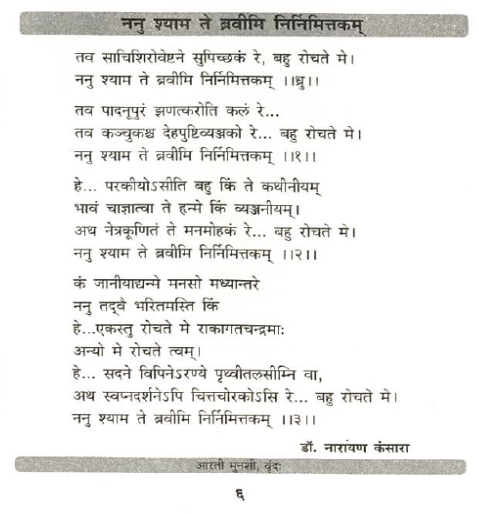 ननु श्याम ते ब्रवीमि निर्निमित्तकम्
तव साचिशिरोवेष्टने सुपिच्छकं रे, बहु रोचते मे।
ननु श्याम ते ब्रवीमि निर्निमित्तकम् ।।ध्रु।।
तव पादनूपुरं झणत्करोति कलं रे...
तव कञ्चुकश्च देहपुष्टिव्यञ्जको रे... बहु रोचते मे।
ननु श्याम ते ब्रवीमि निर्निमित्तकम् ।।१।।
हे... परकीयोऽसीति बहु किं ते कथीनीयम्
भावं चाज्ञात्वा ते हृन्मे किं व्यञ्जनीयम्।
अथ नेत्रकूणितं ते मनमोहकं रे... बहु रोचते मे।
ननु श्याम ते ब्रवीमि निर्निमित्तकम् ।।२।।
कं जानीयाद्यन्मे मनसो मध्यान्तरे
ननु तद्वै भरितमस्ति किं
हे...एकस्तु रोचते मे राकागतचन्द्रमाः
अन्यो मे रोचते त्वम्।
हे... सदने विपिनेऽरण्ये पृथ्वीतलसीम्नि वा,
अथ स्वप्नदर्शनेऽपि चित्तचोरकोऽसि रे... बहु रोचते मे।
ननु श्याम ते ब्रवीमि निर्निमित्तकम् ।।३।।
डॉ. नारायण कंसारा
आरती मुनशी, वृंदः
६